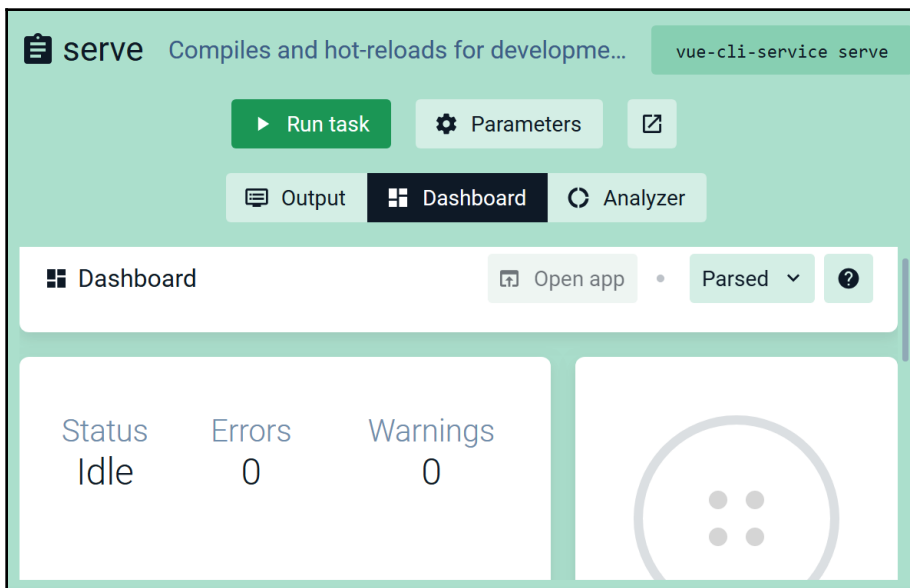 serve Compiles and hot-reloads for developme... vue-cli-service serve
Run task Parameters
Output Dashboard Analyzer
Dashboard Open app Parsed
Status Errors Warnings
Idle 0 0